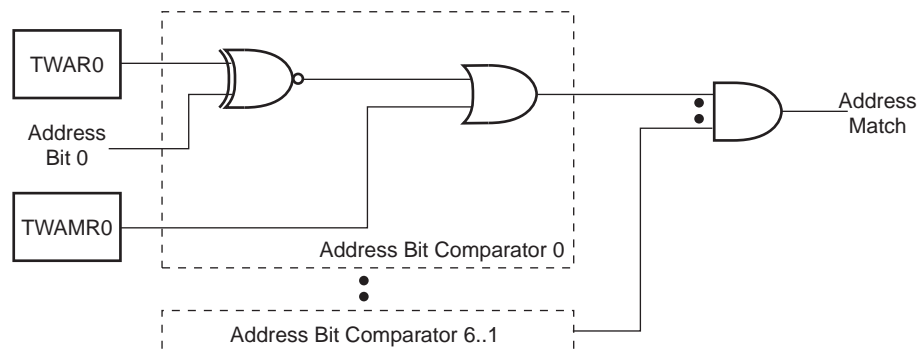 TWAR0
Address
Bit 0
TWAMR0
Address Bit Comparator 0
Address Bit Comparator 6..1
Address
Match